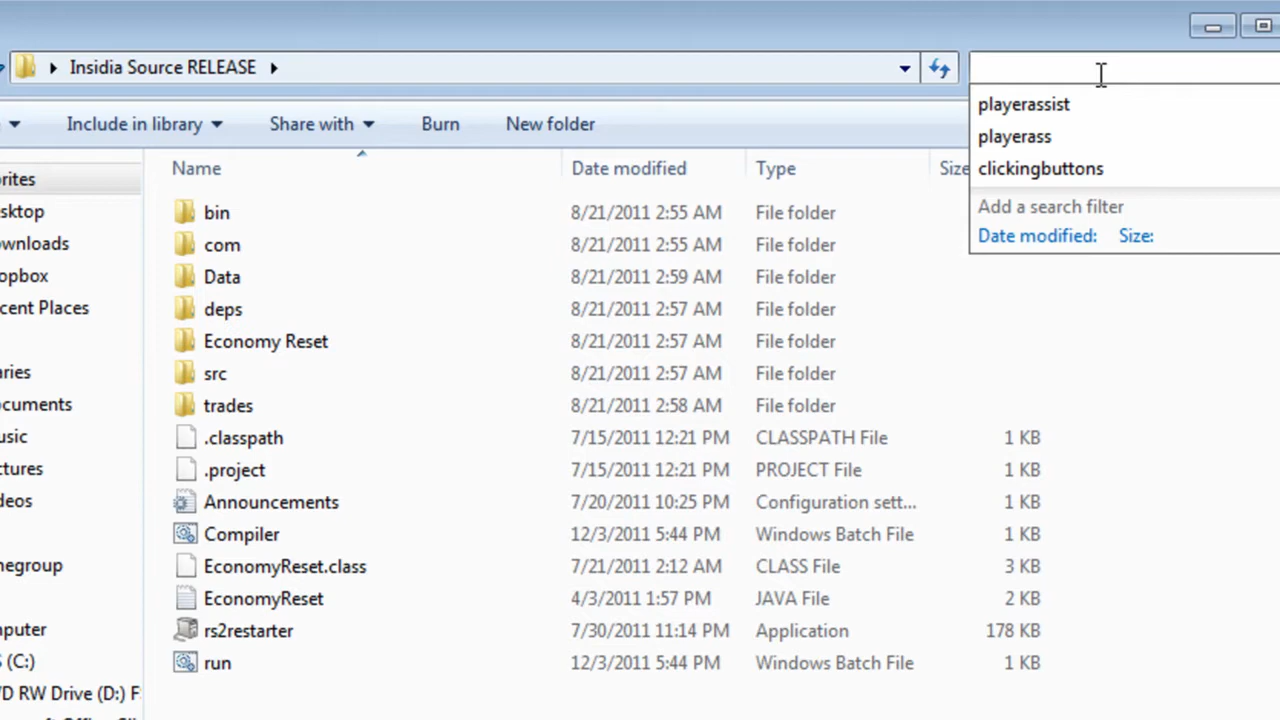 Insidia Source RELEASE
Include in library Share with Burn New folder
playerassist
playerass
clickingbuttons
Add a search filter
Date modified: Size:
Name Date modified Type Size
rites
sktop
ownloads
opbox
cent Places
aries
ocuments
usic
ctures
deos
negroup
nputer
S (C:)
VD RW Drive (D:) F
bin 8/21/2011 2:55 AM File folder
com 8/21/2011 2:55 AM File folder
Data 8/21/2011 2:59 AM File folder
deps 8/21/2011 2:57 AM File folder
Economy Reset 8/21/2011 2:57 AM File folder
src 8/21/2011 2:57 AM File folder
trades 8/21/2011 2:58 AM File folder
.classpath 7/15/2011 12:21 PM CLASSPATH File 1 KB
.project 7/15/2011 12:21 PM PROJECT File 1 KB
Announcements 7/20/2011 10:25 PM Configuration sett... 1 KB
Compiler 12/3/2011 5:44 PM Windows Batch File 1 KB
EconomyReset.class 7/21/2011 2:12 AM CLASS File 3 KB
EconomyReset 4/3/2011 1:57 PM JAVA File 2 KB
rs2restarter 7/30/2011 11:14 PM Application 178 KB
run 12/3/2011 5:44 PM Windows Batch File 1 KB